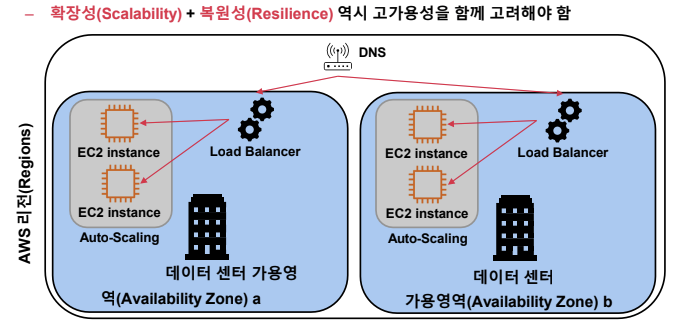 – 확장성(Scalability) + 복원성(Resilience) 역시 고가용성을 함께 고려해야 함
DNS
AWS 리전(Regions)
EC2 instance
Load Balancer
EC2 instance
Auto-Scaling
데이터 센터 가용영
역(Availability Zone) a
EC2 instance
Load Balancer
EC2 instance
Auto-Scaling
데이터 센터
가용영역(Availability Zone) b